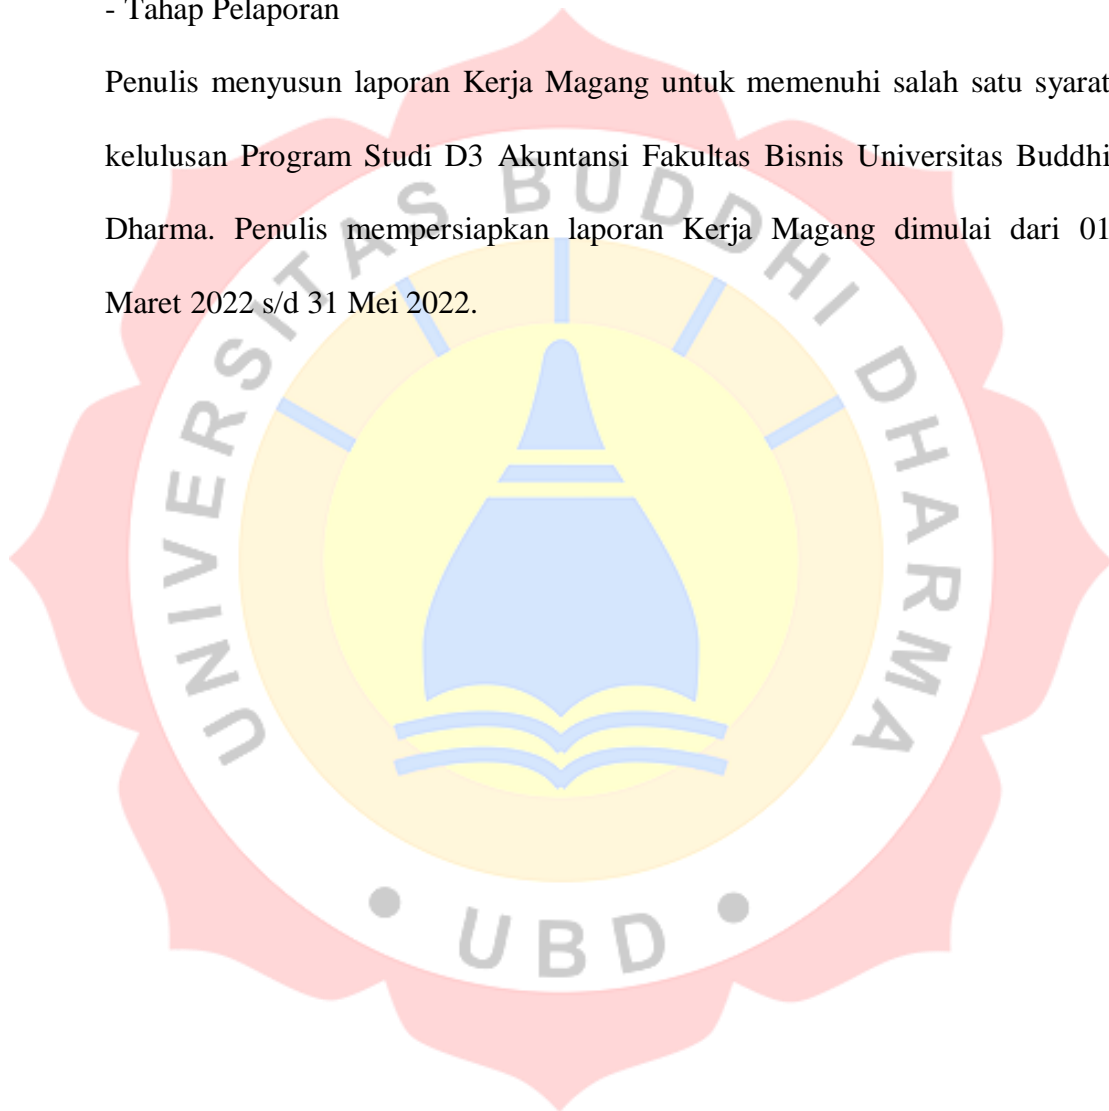 - Tahap Pelaporan
Penulis menyusun laporan Kerja Magang untuk memenuhi salah satu syarat
kelulusan Program Studi D3 Akuntansi Fakultas Bisnis Universitas Buddhi
Dharma. Penulis mempersiapkan laporan Kerja Magang dimulai dari 01
Maret 2022 s/d 31 Mei 2022.
UNIVERSITAS BUDDHI DHARMA
• UBD •